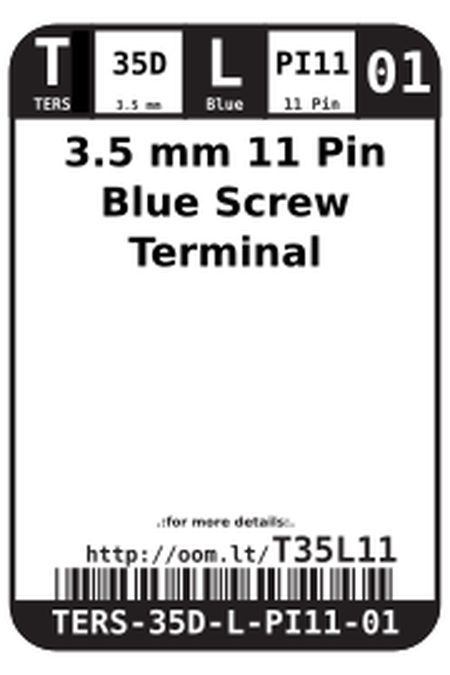 T 35D L PI11 01
TERS 3.5 mm Blue 11 Pin
3.5 mm 11 Pin
Blue Screw
Terminal
.:for more details:.
http://oom.lt/T35L11
TERS-35D-L-PI11-01